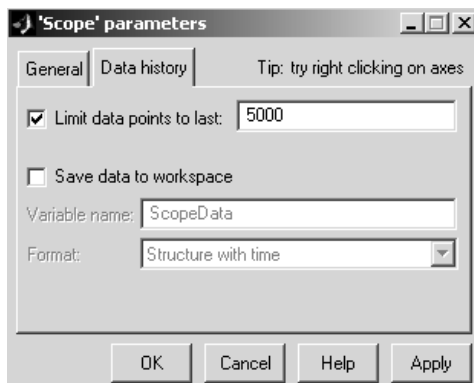 'Scope' parameters
General Data history Tip: try right clicking on axes
Limit data points to last: 5000
Save data to workspace
Variable name: ScopeData
Format: Structure with time
OK Cancel Help Apply